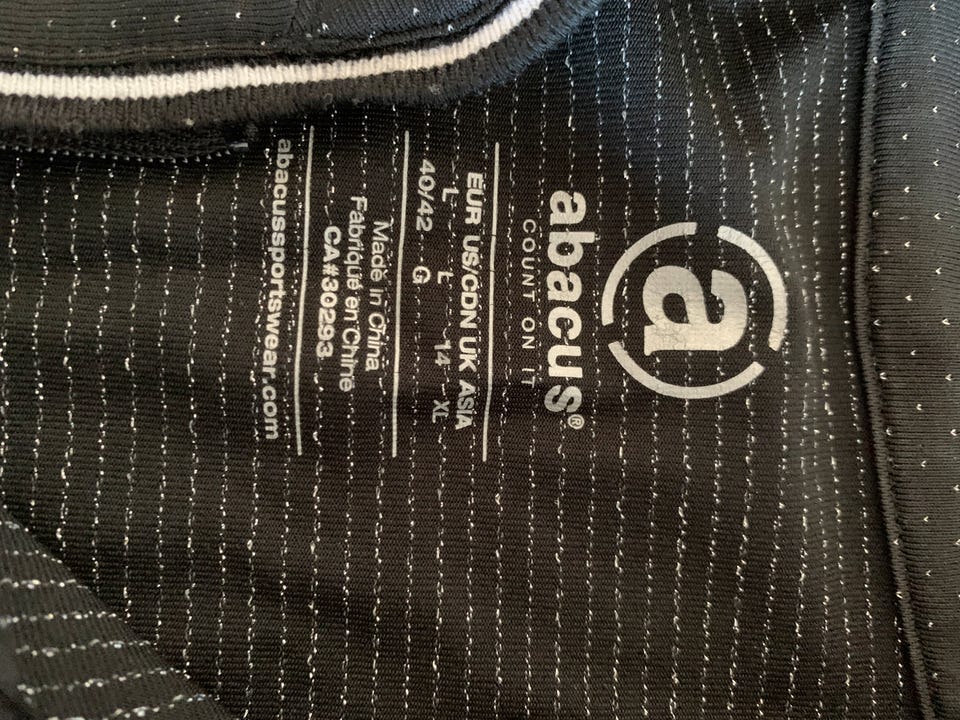 a
abacus®
COUNT ON IT
EUR US/CDN UK ASIA
L L 14 XL
40/42 G
Made in China
Fabriqué en Chine
CA#30293
abacussportswear.com